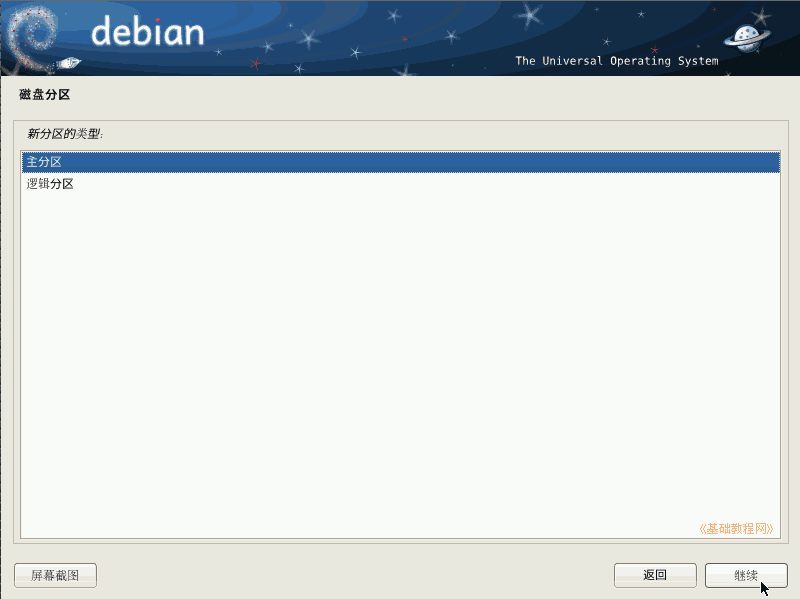 debian
The Universal Operating System
磁盘分区
新分区的类型:
主分区
逻辑分区
《基础教程网》
屏幕截图
返回
继续